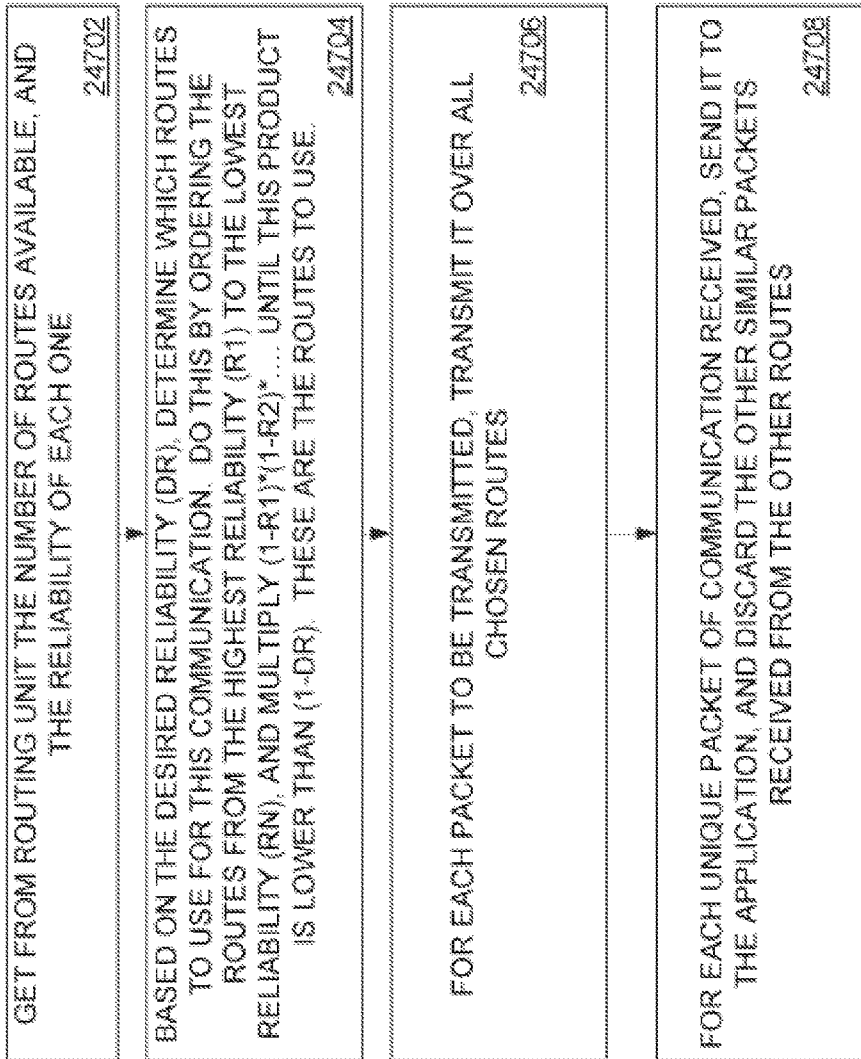 GET FROM ROUTING UNIT THE NUMBER OF ROUTES AVAILABLE, AND
THE RELIABILITY OF EACH ONE
24702
BASED ON THE DESIRED RELIABILITY (DR), DETERMINE WHICH ROUTES
TO USE FOR THIS COMMUNICATION. DO THIS BY ORDERING THE
ROUTES FROM THE HIGHEST RELIABILITY (R1) TO THE LOWEST
RELIABILITY (RN), AND MULTIPLY (1-R1)*(1-R2)*.... UNTIL THIS PRODUCT
IS LOWER THAN (1-DR). THESE ARE THE ROUTES TO USE.
24704
FOR EACH PACKET TO BE TRANSMITTED, TRANSMIT IT OVER ALL
CHOSEN ROUTES
24706
FOR EACH UNIQUE PACKET OF COMMUNICATION RECEIVED, SEND IT TO
THE APPLICATION, AND DISCARD THE OTHER SIMILAR PACKETS
RECEIVED FROM THE OTHER ROUTES
24708